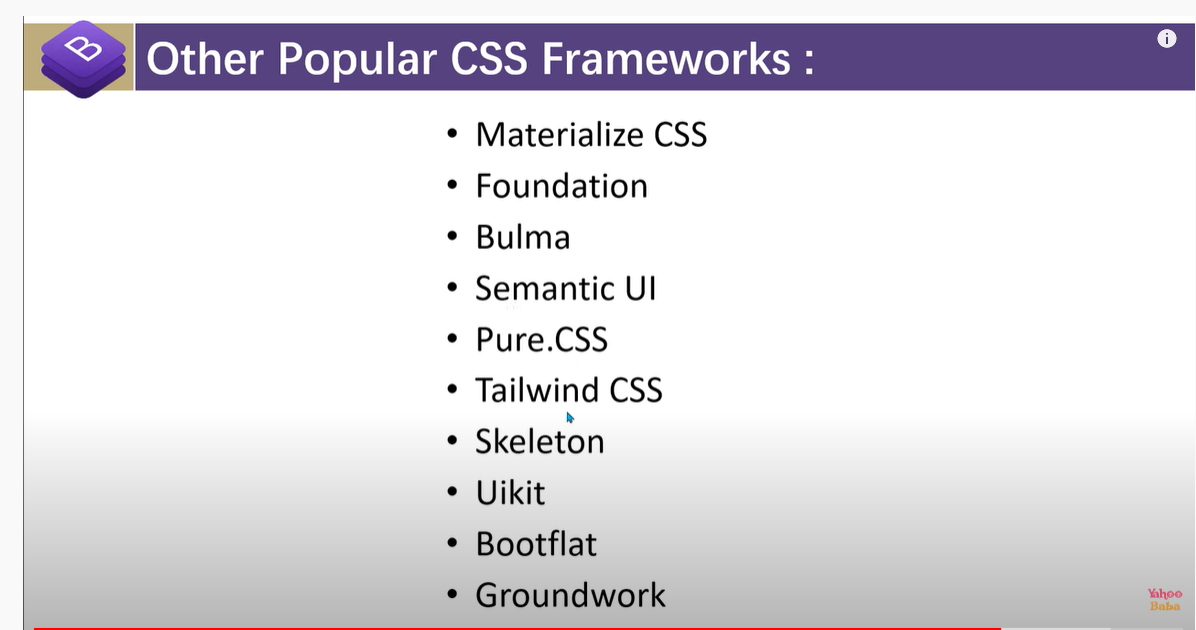 B
Other Popular CSS Frameworks :
• Materialize CSS
• Foundation
• Bulma
• Semantic UI
• Pure.CSS
• Tailwind CSS
• Skeleton
• Uikit
• Bootflat
• Groundwork
Yahoo
Baba